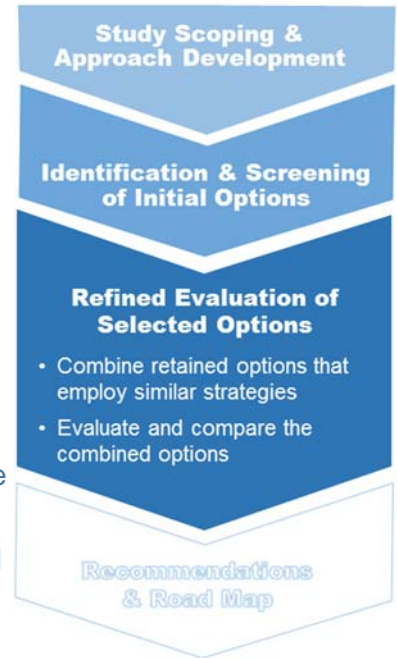 Study Scoping &
Approach Development
Identification & Screening
of Initial Options
Refined Evaluation of
Selected Options
• Combine retained options that
employ similar strategies
• Evaluate and compare the
combined options
e
Recommendations
& Road Map